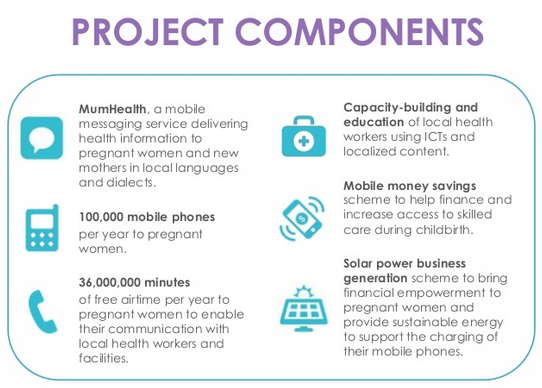 PROJECT COMPONENTS
MumHealth, a mobile
messaging service delivering
health information to
pregnant women and new
mothers in local languages
and dialects.
100,000 mobile phones
per year to pregnant
women.
36,000,000 minutes
of free airtime per year to
pregnant women to enable
their communication with
local health workers and
facilities.
Capacity-building and
education of local health
workers using ICTs and
localized content.
Mobile money savings
scheme to help finance and
increase access to skilled
care during childbirth.
Solar power business
generation scheme to bring
financial empowerment to
pregnant women and
provide sustainable energy
to support the charging of
their mobile phones.